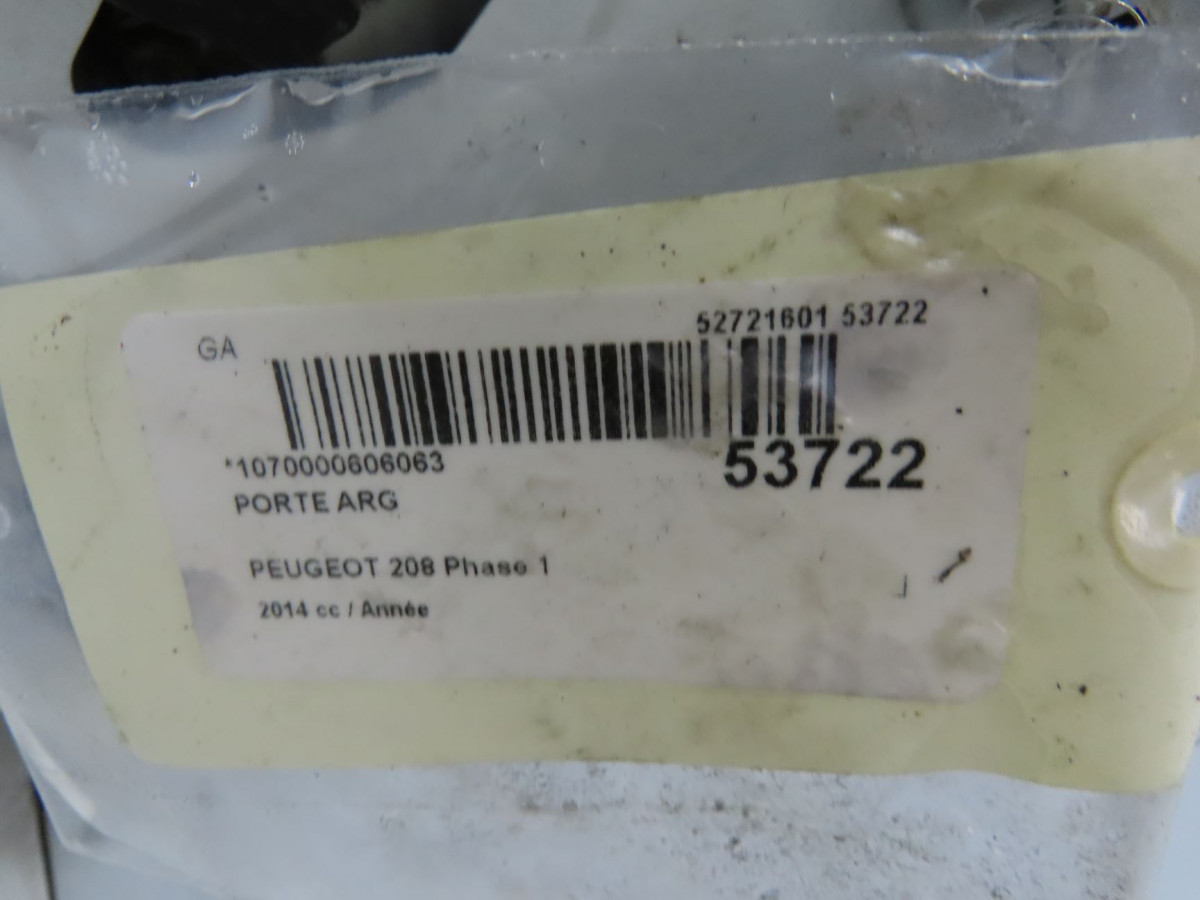 GA
52721601 53722
*1070000606063
53722
PORTE ARG
PEUGEOT 208 Phase 1
2014 cc / Année